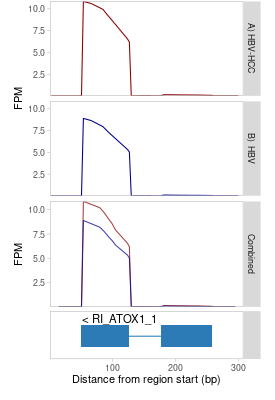 10.0
7.5
5.0
2.5
FPM
A) HBV-HCC
10.0
7.5
5.0
2.5
B) HBV
10.0
7.5
5.0
2.5
FPM
Combined
< RI_ATOX1_1
100
200
300
Distance from region start (bp)